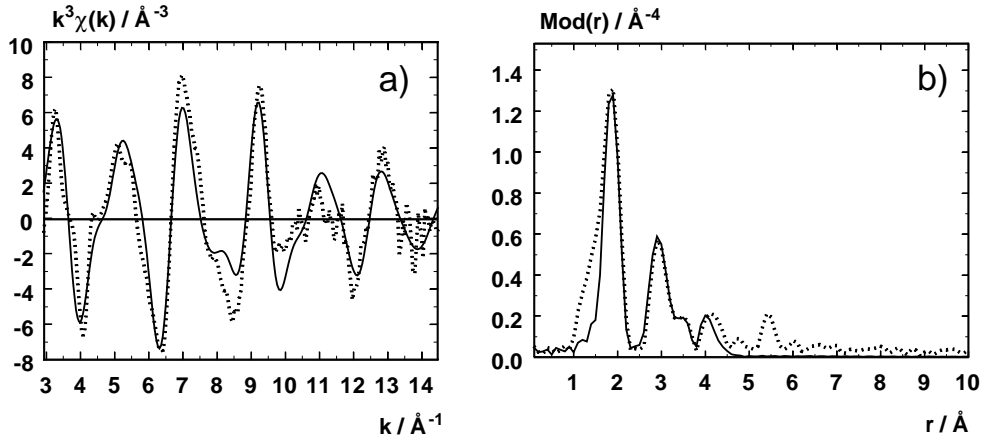 k³χ(k) / Å⁻³
10
8
6
4
2
0
-2
-4
-6
-8
a)
3 4 5 6 7 8 9 10 11 12 13 14
k / Å⁻¹
Mod(r) / Å⁻⁴
1.4
1.2
1.0
0.8
0.6
0.4
0.2
0.0
b)
1 2 3 4 5 6 7 8 9 10
r / Å